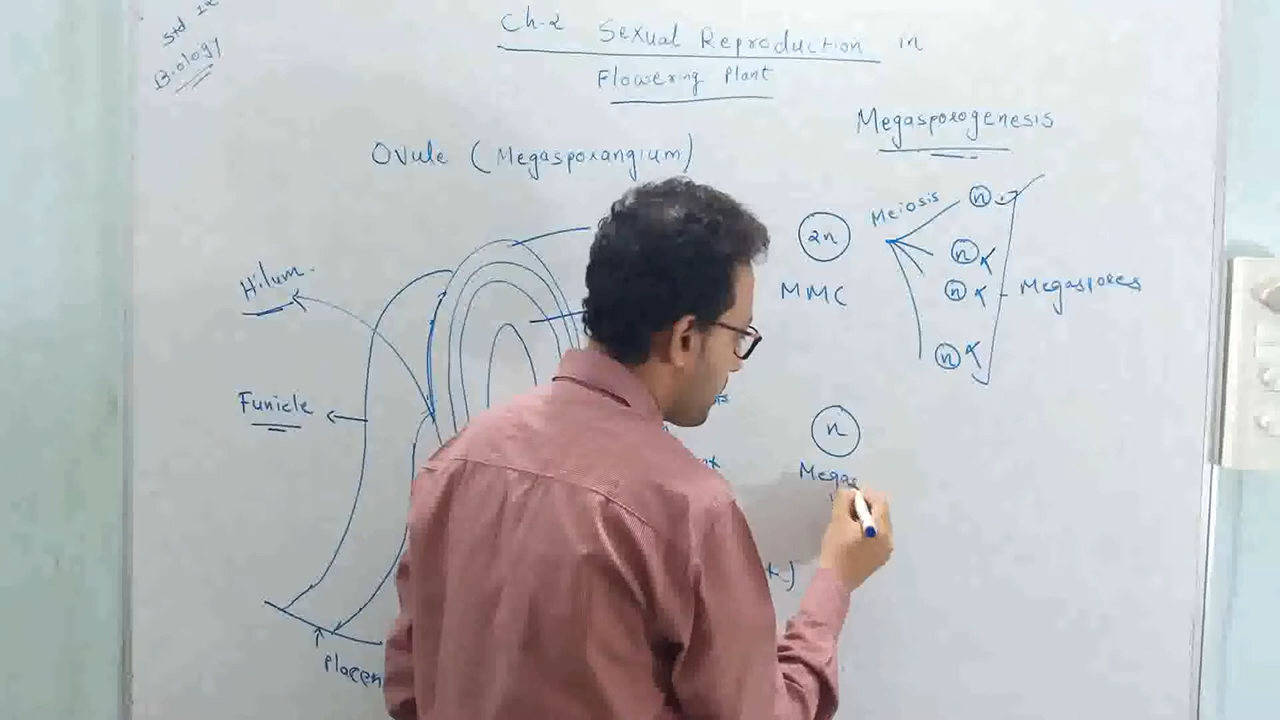 Std 12
Biology
Ch-2 Sexual Reproduction in
Flowering Plant
Ovule (Megasporangium)
Megasporogenesis
Hilum
Funicle
Placen
2n
MMC
Meiosis
n
n
n
n
Megaspores
n
Megas